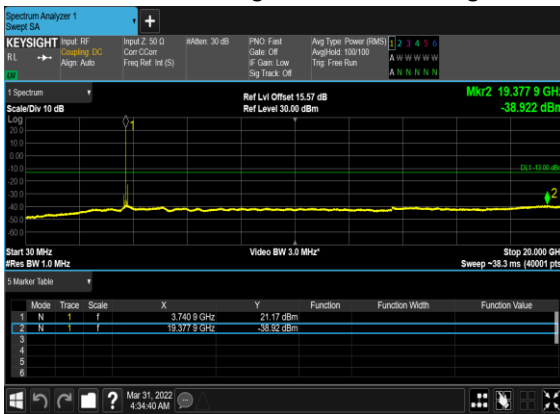 Spectrum Analyzer 1
Swept SA
KEYSIGHT
RL
LV
Input: RF
Coupling: DC
Align: Auto
Input Z: 50 Ω
Corr CCorr
Freq Ref: Int (S)
#Atten: 30 dB
PNO: Fast
Gate: Off
IF Gain: Low
Sig Track: Off
Avg Type: Power (RMS)
Avg|Hold: 100/100
Trig: Free Run
1 2 3 4 5 6
A W W W W W
A N N N N N
1 Spectrum
Scale/Div 10 dB
Ref Lvl Offset 15.57 dB
Ref Level 30.00 dBm
Mkr2 19.377 9 GHz
-38.922 dBm
Log
20.0
10.0
0.00
-10.0
-20.0
-30.0
-40.0
-50.0
-60.0
1
DL1 -13.00 dBm
2
Start 30 MHz
#Res BW 1.0 MHz
Video BW 3.0 MHz*
Stop 20.000 GH
Sweep ~38.3 ms (40001 pts
5 Marker Table
Mode Trace Scale X Y Function Function Width Function Value
1 N 1 f 3.740 9 GHz 21.17 dBm
2 N 1 f 19.377 9 GHz -38.92 dBm
3
4
5
6
?
Mar 31, 2022
4:34:40 AM